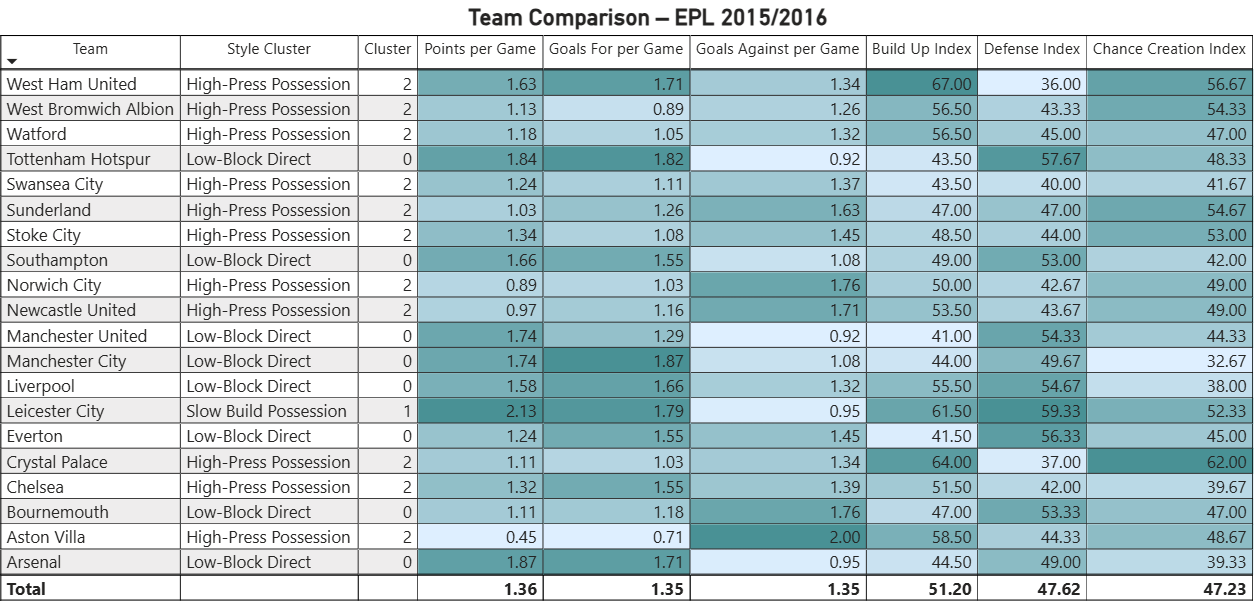 Team Comparison – EPL 2015/2016
Team Style Cluster Cluster Points per Game Goals For per Game Goals Against per Game Build Up Index Defense Index Chance Creation Index
West Ham United High-Press Possession 2 1.63 1.71 1.34 67.00 36.00 56.67
West Bromwich Albion High-Press Possession 2 1.13 0.89 1.26 56.50 43.33 54.33
Watford High-Press Possession 2 1.18 1.05 1.32 56.50 45.00 47.00
Tottenham Hotspur Low-Block Direct 0 1.84 1.82 0.92 43.50 57.67 48.33
Swansea City High-Press Possession 2 1.24 1.11 1.37 43.50 40.00 41.67
Sunderland High-Press Possession 2 1.03 1.26 1.63 47.00 47.00 54.67
Stoke City High-Press Possession 2 1.34 1.08 1.45 48.50 44.00 53.00
Southampton Low-Block Direct 0 1.66 1.55 1.08 49.00 53.00 42.00
Norwich City High-Press Possession 2 0.89 1.03 1.76 50.00 42.67 49.00
Newcastle United High-Press Possession 2 0.97 1.16 1.71 53.50 43.67 49.00
Manchester United Low-Block Direct 0 1.74 1.29 0.92 41.00 54.33 44.33
Manchester City Low-Block Direct 0 1.74 1.87 1.08 44.00 49.67 32.67
Liverpool Low-Block Direct 0 1.58 1.66 1.32 55.50 54.67 38.00
Leicester City Slow Build Possession 1 2.13 1.79 0.95 61.50 59.33 52.33
Everton Low-Block Direct 0 1.24 1.55 1.45 41.50 56.33 45.00
Crystal Palace High-Press Possession 2 1.11 1.03 1.34 64.00 37.00 62.00
Chelsea High-Press Possession 2 1.32 1.55 1.39 51.50 42.00 39.67
Bournemouth Low-Block Direct 0 1.11 1.18 1.76 47.00 53.33 47.00
Aston Villa High-Press Possession 2 0.45 0.71 2.00 58.50 44.33 48.67
Arsenal Low-Block Direct 0 1.87 1.71 0.95 44.50 49.00 39.33
Total 1.36 1.35 1.35 51.20 47.62 47.23